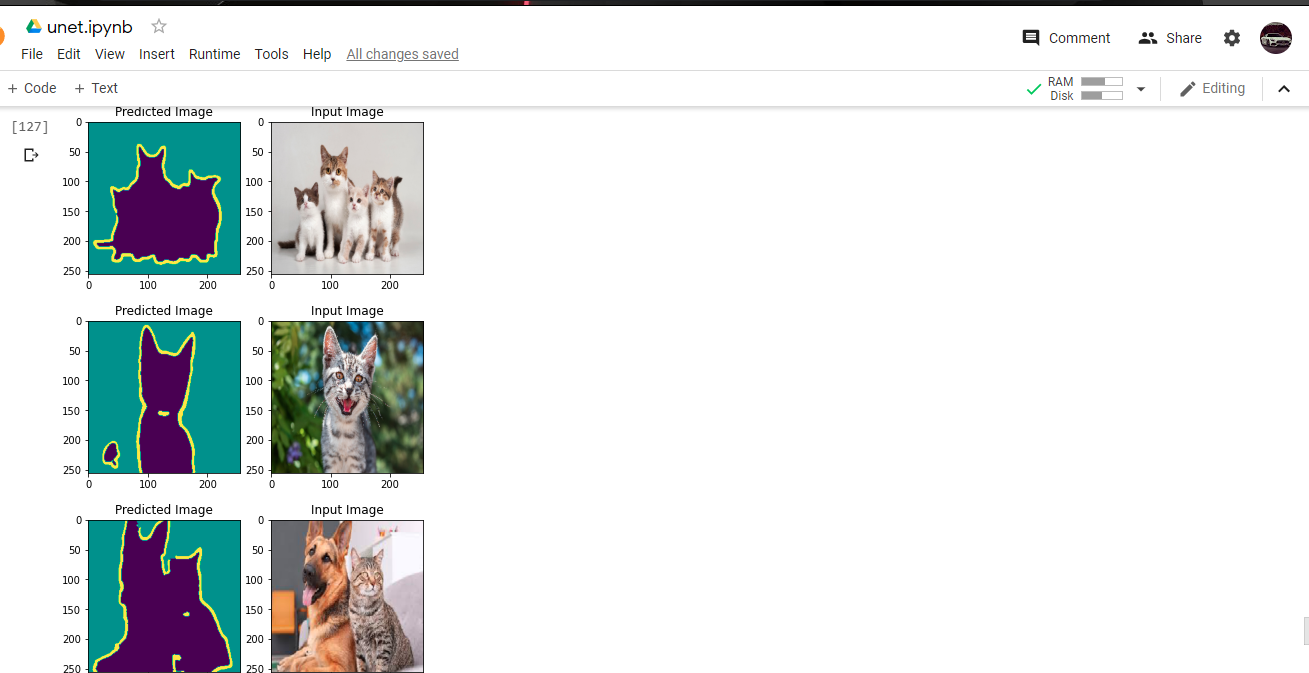 unet.ipynb
Comment
Share
File Edit View Insert Runtime Tools Help All changes saved
+ Code + Text
RAM
Disk
Editing
[127]
Predicted Image
Input Image
0
50
100
150
200
250
0 100 200
0
50
100
150
200
250
0 100 200
Predicted Image
Input Image
0
50
100
150
200
250
0 100 200
0
50
100
150
200
250
0 100 200
Predicted Image
Input Image
0
50
100
150
200
250
0
50
100
150
200
250